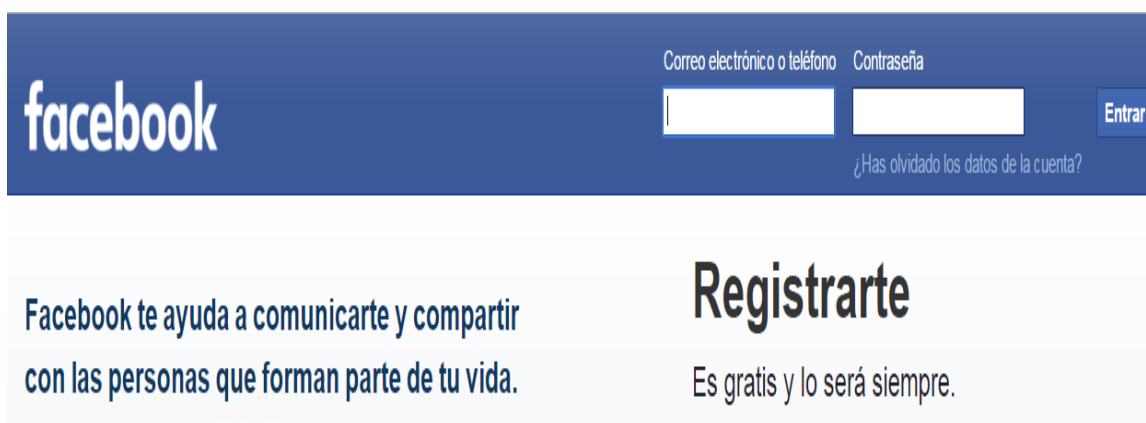 facebook
Correo electrónico o teléfono
Contraseña
Entrar
¿Has olvidado los datos de la cuenta?
Facebook te ayuda a comunicarte y compartir
con las personas que forman parte de tu vida.
Registrarte
Es gratis y lo será siempre.